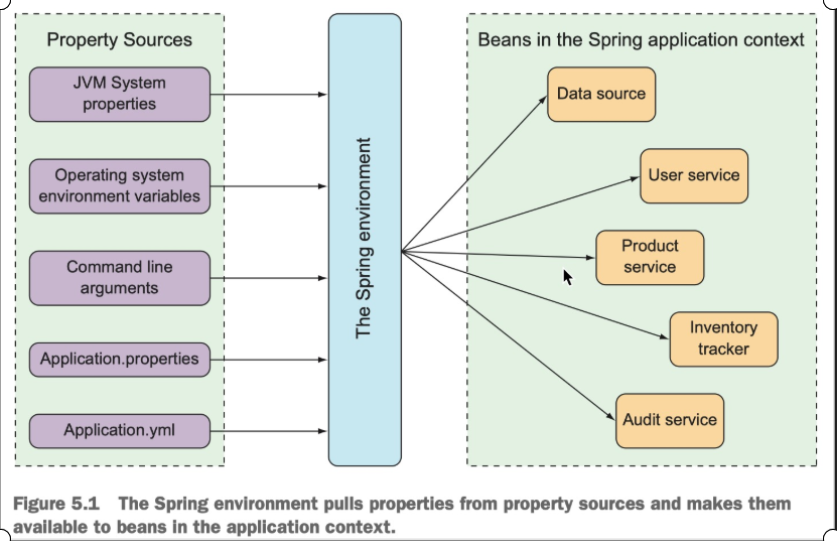 Property Sources
JVM System
properties
Operating system
environment variables
Command line
arguments
Application.properties
Application.yml
The Spring environment
Beans in the Spring application context
Data source
User service
Product
service
Inventory
tracker
Audit service
Figure 5.1 The Spring environment pulls properties from property sources and makes them
available to beans in the application context.